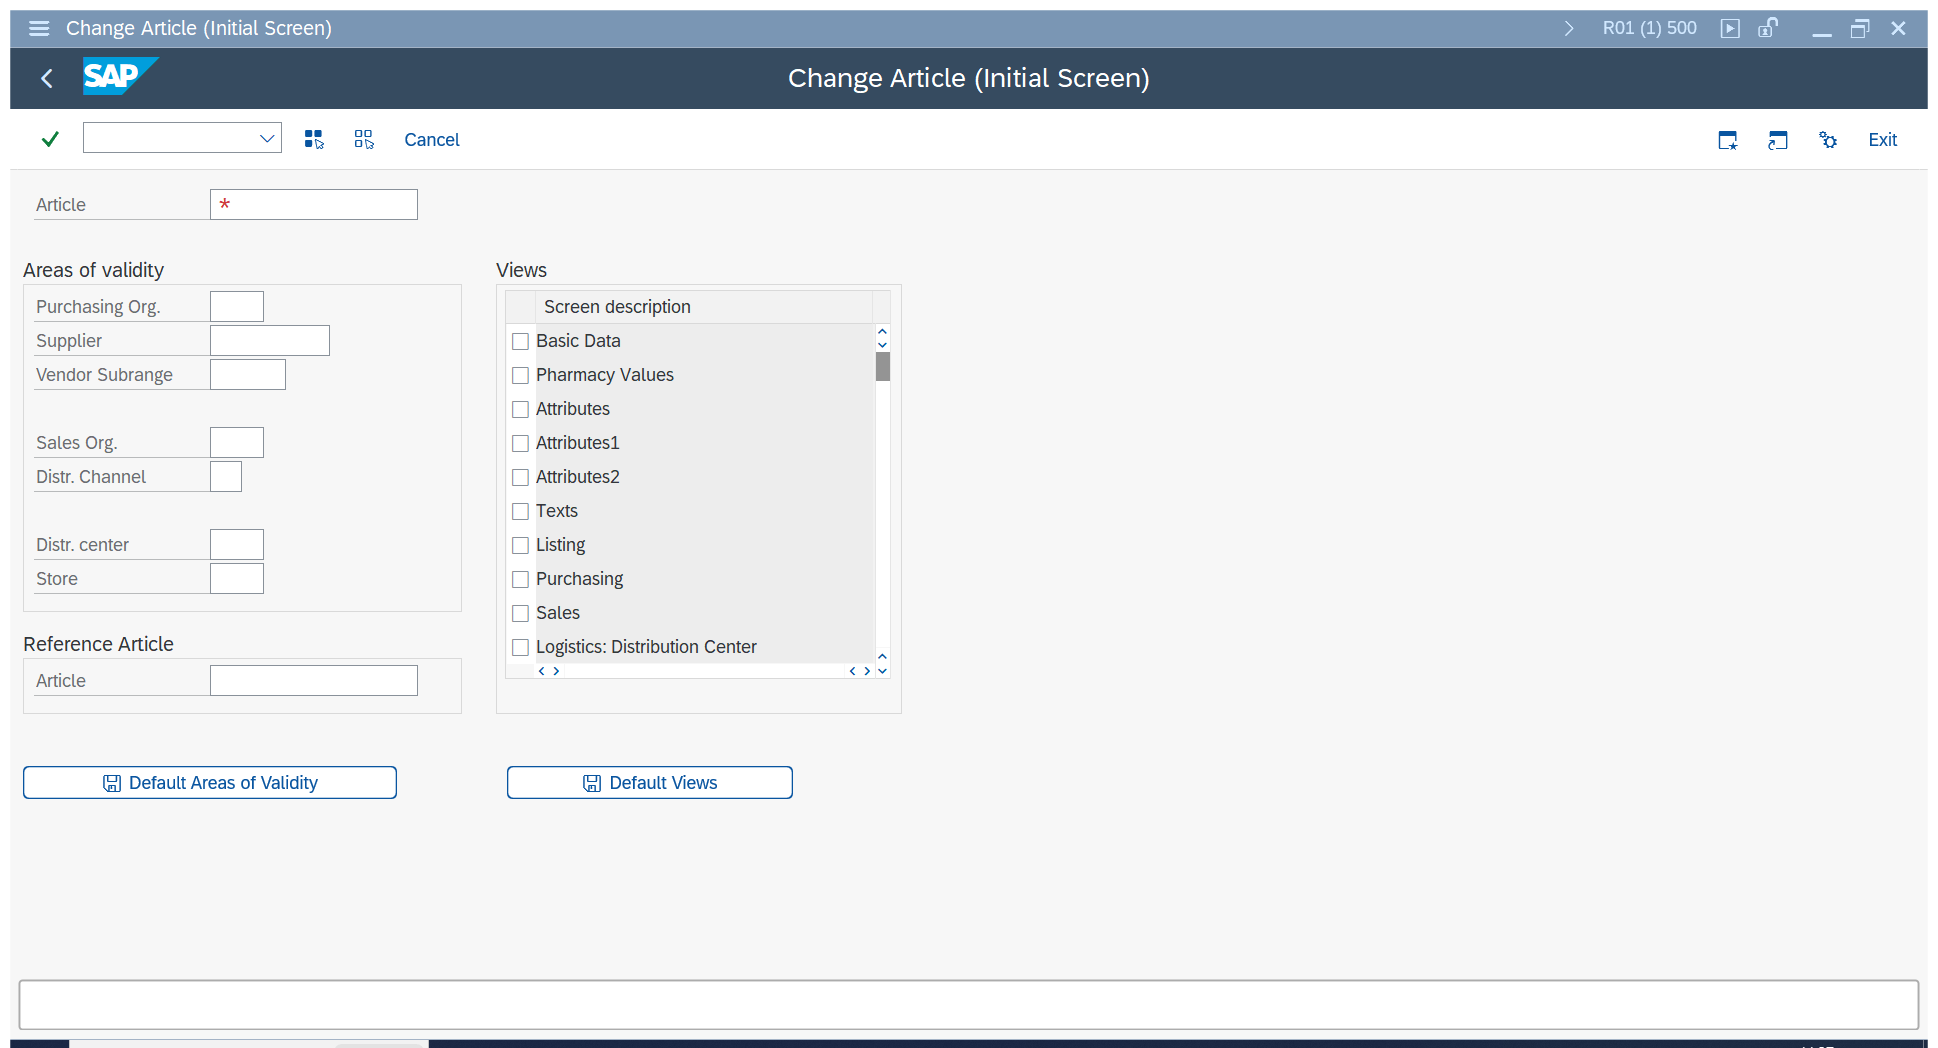 Change Article (Initial Screen)
R01 (1) 500
SAP
Change Article (Initial Screen)
Cancel
Exit
Article *
Areas of validity
Purchasing Org.
Supplier
Vendor Subrange
Sales Org.
Distr. Channel
Distr. center
Store
Reference Article
Article
Views
Screen description
Basic Data
Pharmacy Values
Attributes
Attributes1
Attributes2
Texts
Listing
Purchasing
Sales
Logistics: Distribution Center
Default Areas of Validity
Default Views